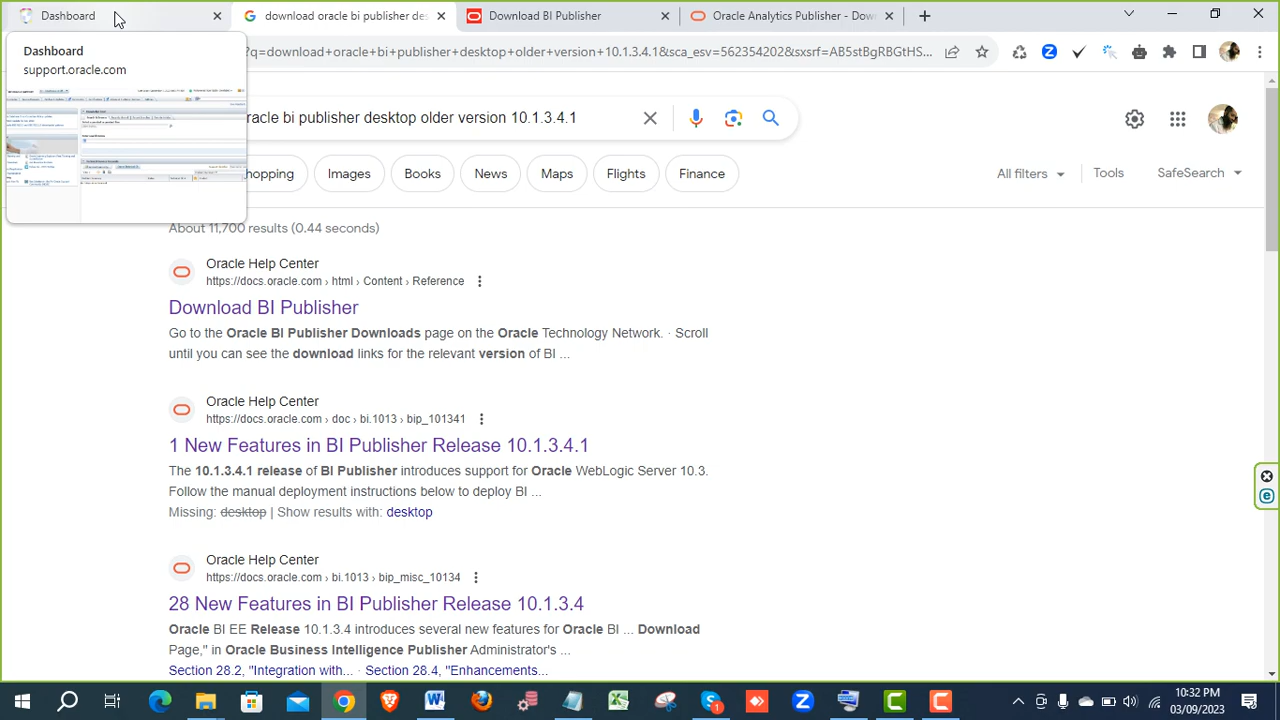 Dashboard
download oracle bi publisher des
Download BI Publisher
Oracle Analytics Publisher - Down
Dashboard
support.oracle.com
?q=download+oracle+bi+publisher+desktop+older+version+10.1.3.4.1&sca_esv=562354202&sxsrf=AB5stBgRBGtHS...
racle bi publisher desktop older version 10.1.3.4.1
hopping
Images
Books
Maps
Flights
Finance
All filters
Tools
SafeSearch
About 11,700 results (0.44 seconds)
Oracle Help Center
https://docs.oracle.com › html › Content › Reference
Download BI Publisher
Go to the Oracle BI Publisher Downloads page on the Oracle Technology Network. · Scroll
until you can see the download links for the relevant version of BI ...
Oracle Help Center
https://docs.oracle.com › doc › bi.1013 › bip_101341
1 New Features in BI Publisher Release 10.1.3.4.1
The 10.1.3.4.1 release of BI Publisher introduces support for Oracle WebLogic Server 10.3.
Follow the manual deployment instructions below to deploy BI ...
Missing: desktop | Show results with: desktop
Oracle Help Center
https://docs.oracle.com › bi.1013 › bip_misc_10134
28 New Features in BI Publisher Release 10.1.3.4
Oracle BI EE Release 10.1.3.4 introduces several new features for Oracle BI ... Download
Page," in Oracle Business Intelligence Publisher Administrator's ...
Section 28.2, "Integration with... · Section 28.4, "Enhancements...
10:32 PM
03/09/2023